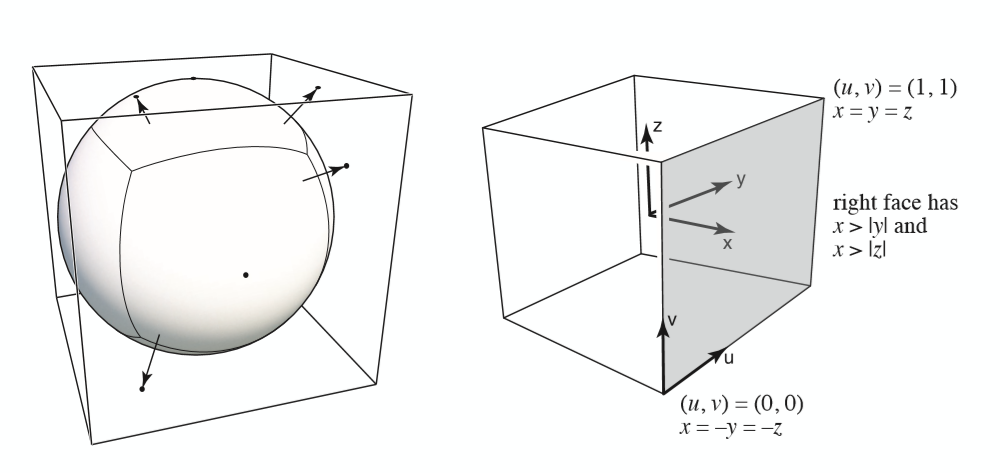 (u, v) = (1, 1)
x = y = z
z
y
x
right face has
x > |y| and
x > |z|
v
u
(u, v) = (0, 0)
x = –y = –z